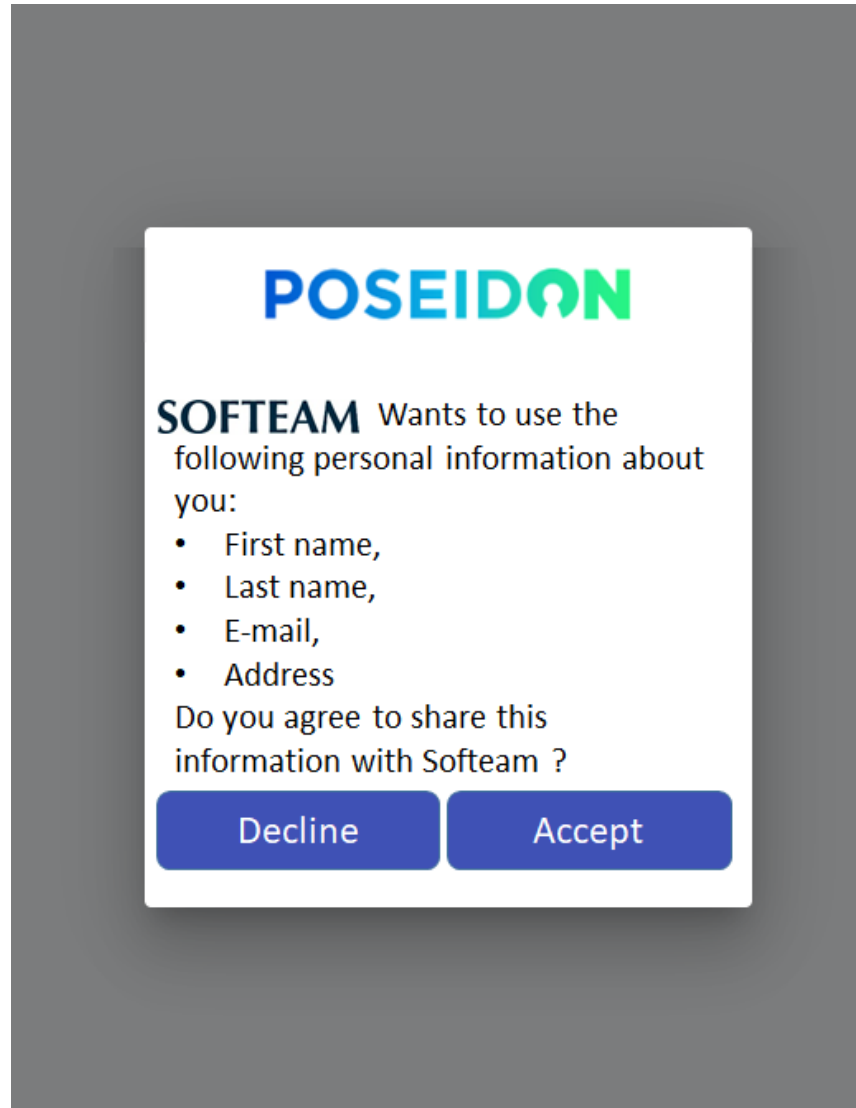 POSEIDON
SOFTEAM Wants to use the
following personal information about
you:
• First name,
• Last name,
• E-mail,
• Address
Do you agree to share this
information with Softeam ?
Decline Accept